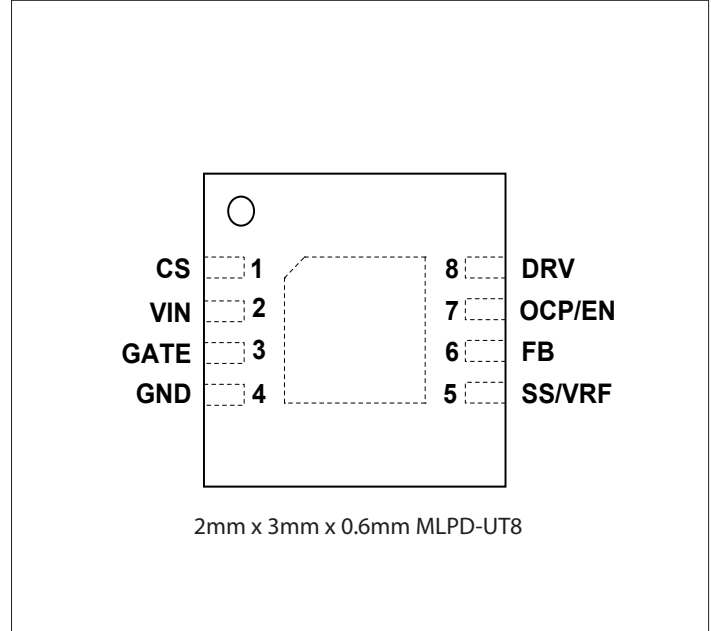 CS 1 8 DRV
VIN 2 7 OCP/EN
GATE 3 6 FB
GND 4 5 SS/VRF
2mm x 3mm x 0.6mm MLPD-UT8